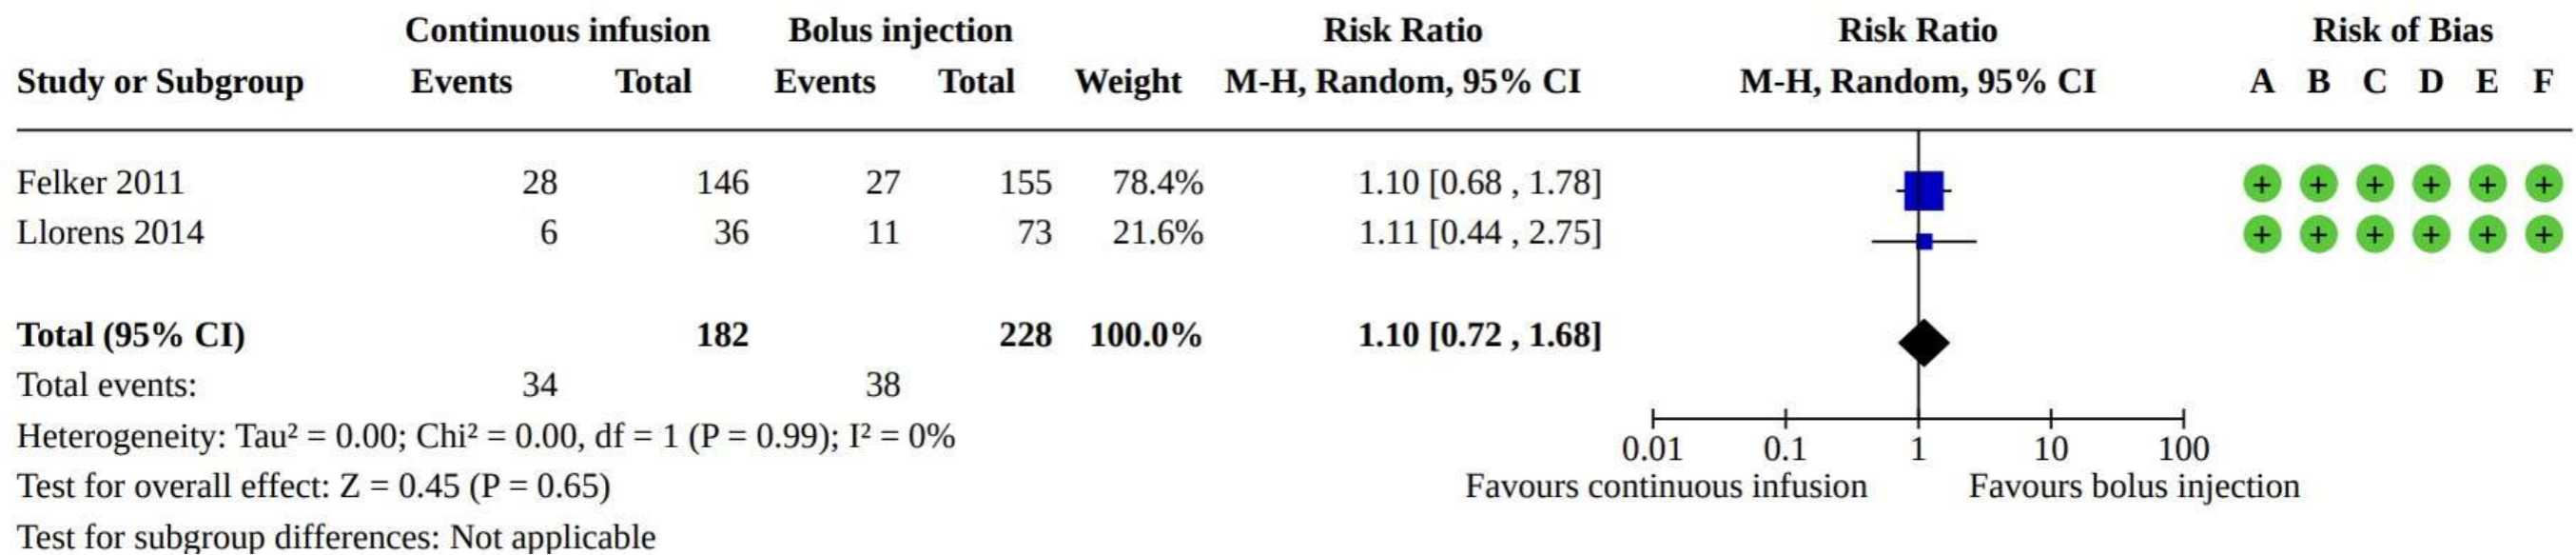 Continuous infusion Bolus injection Risk Ratio Risk Ratio Risk of Bias
Study or Subgroup Events Total Events Total Weight M-H, Random, 95% CI M-H, Random, 95% CI A B C D E F
Felker 2011 28 146 27 155 78.4% 1.10 [0.68 , 1.78] + + + + + +
Llorens 2014 6 36 11 73 21.6% 1.11 [0.44 , 2.75] + + + + + +
Total (95% CI) 182 228 100.0% 1.10 [0.72 , 1.68]
Total events: 34 38
Heterogeneity: Tau² = 0.00; Chi² = 0.00, df = 1 (P = 0.99); I² = 0%
0.01 0.1 1 10 100
Test for overall effect: Z = 0.45 (P = 0.65) Favours continuous infusion Favours bolus injection
Test for subgroup differences: Not applicable